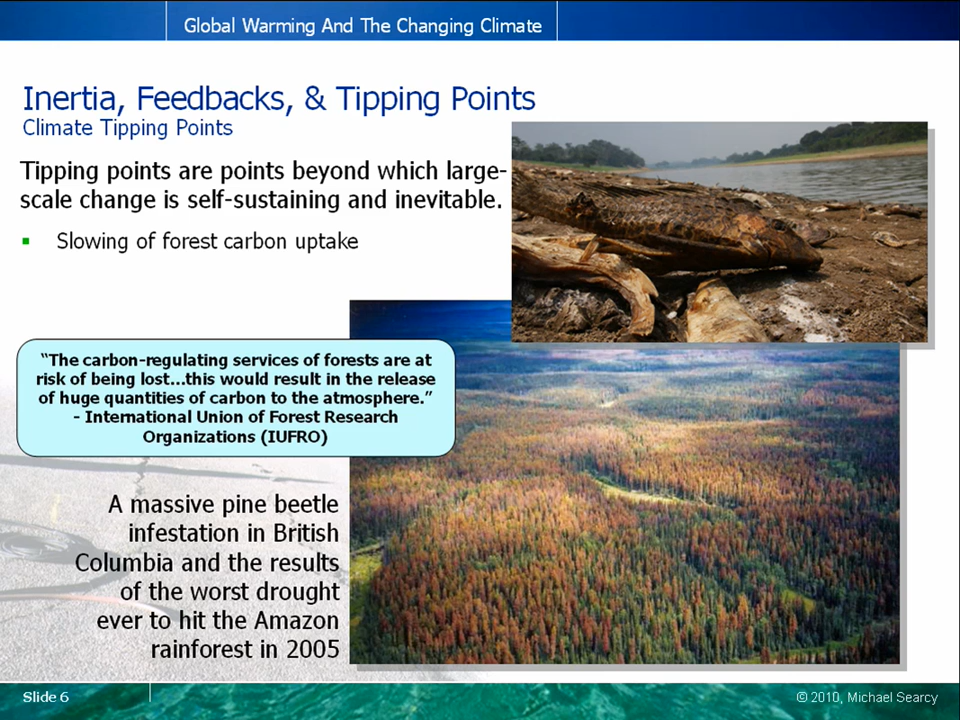 Global Warming And The Changing Climate
Inertia, Feedbacks, & Tipping Points
Climate Tipping Points
Tipping points are points beyond which large-
scale change is self-sustaining and inevitable.
Slowing of forest carbon uptake
“The carbon-regulating services of forests are at
risk of being lost...this would result in the release
of huge quantities of carbon to the atmosphere.”
- International Union of Forest Research
Organizations (IUFRO)
A massive pine beetle
infestation in British
Columbia and the results
of the worst drought
ever to hit the Amazon
rainforest in 2005
Slide 6
© 2010, Michael Searcy